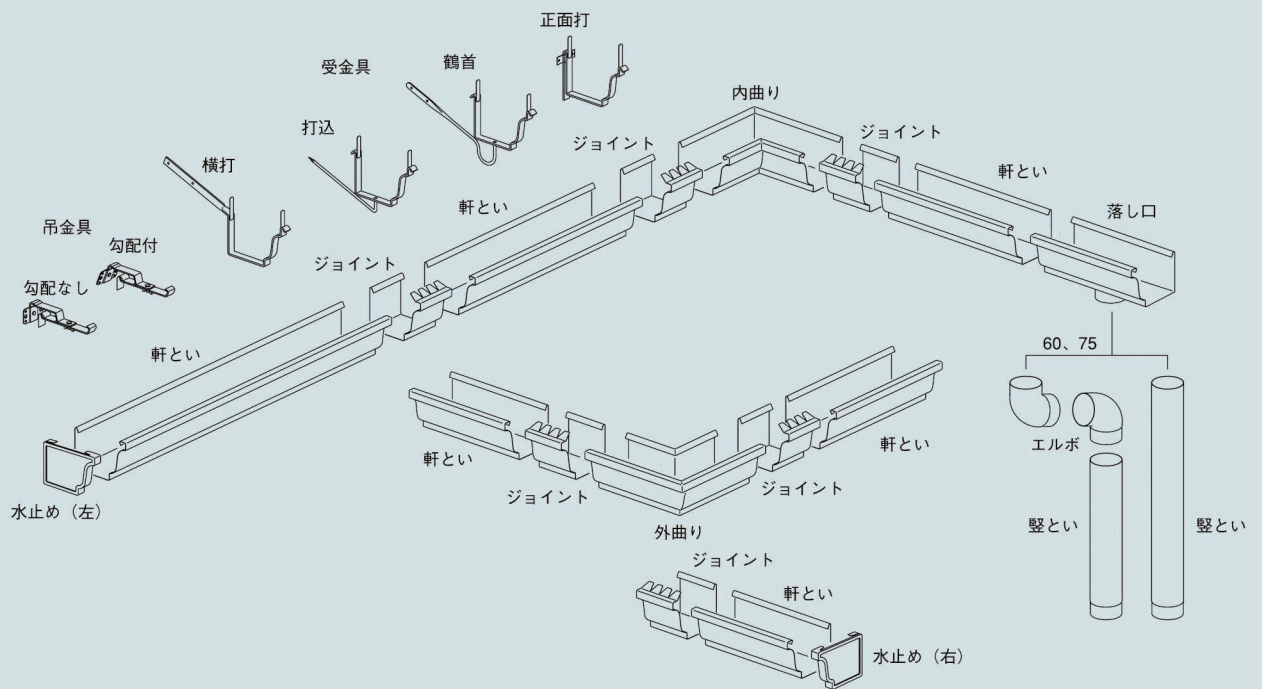 正面打
鶴首
受金具
打込
横打
吊金具
勾配付
勾配なし
内曲り
ジョイント
ジョイント
軒とい
軒とい
落し口
ジョイント
軒とい
60、75
エルボ
竪とい
竪とい
水止め（左）
軒とい
ジョイント
外曲り
ジョイント
軒とい
ジョイント
軒とい
水止め（右）